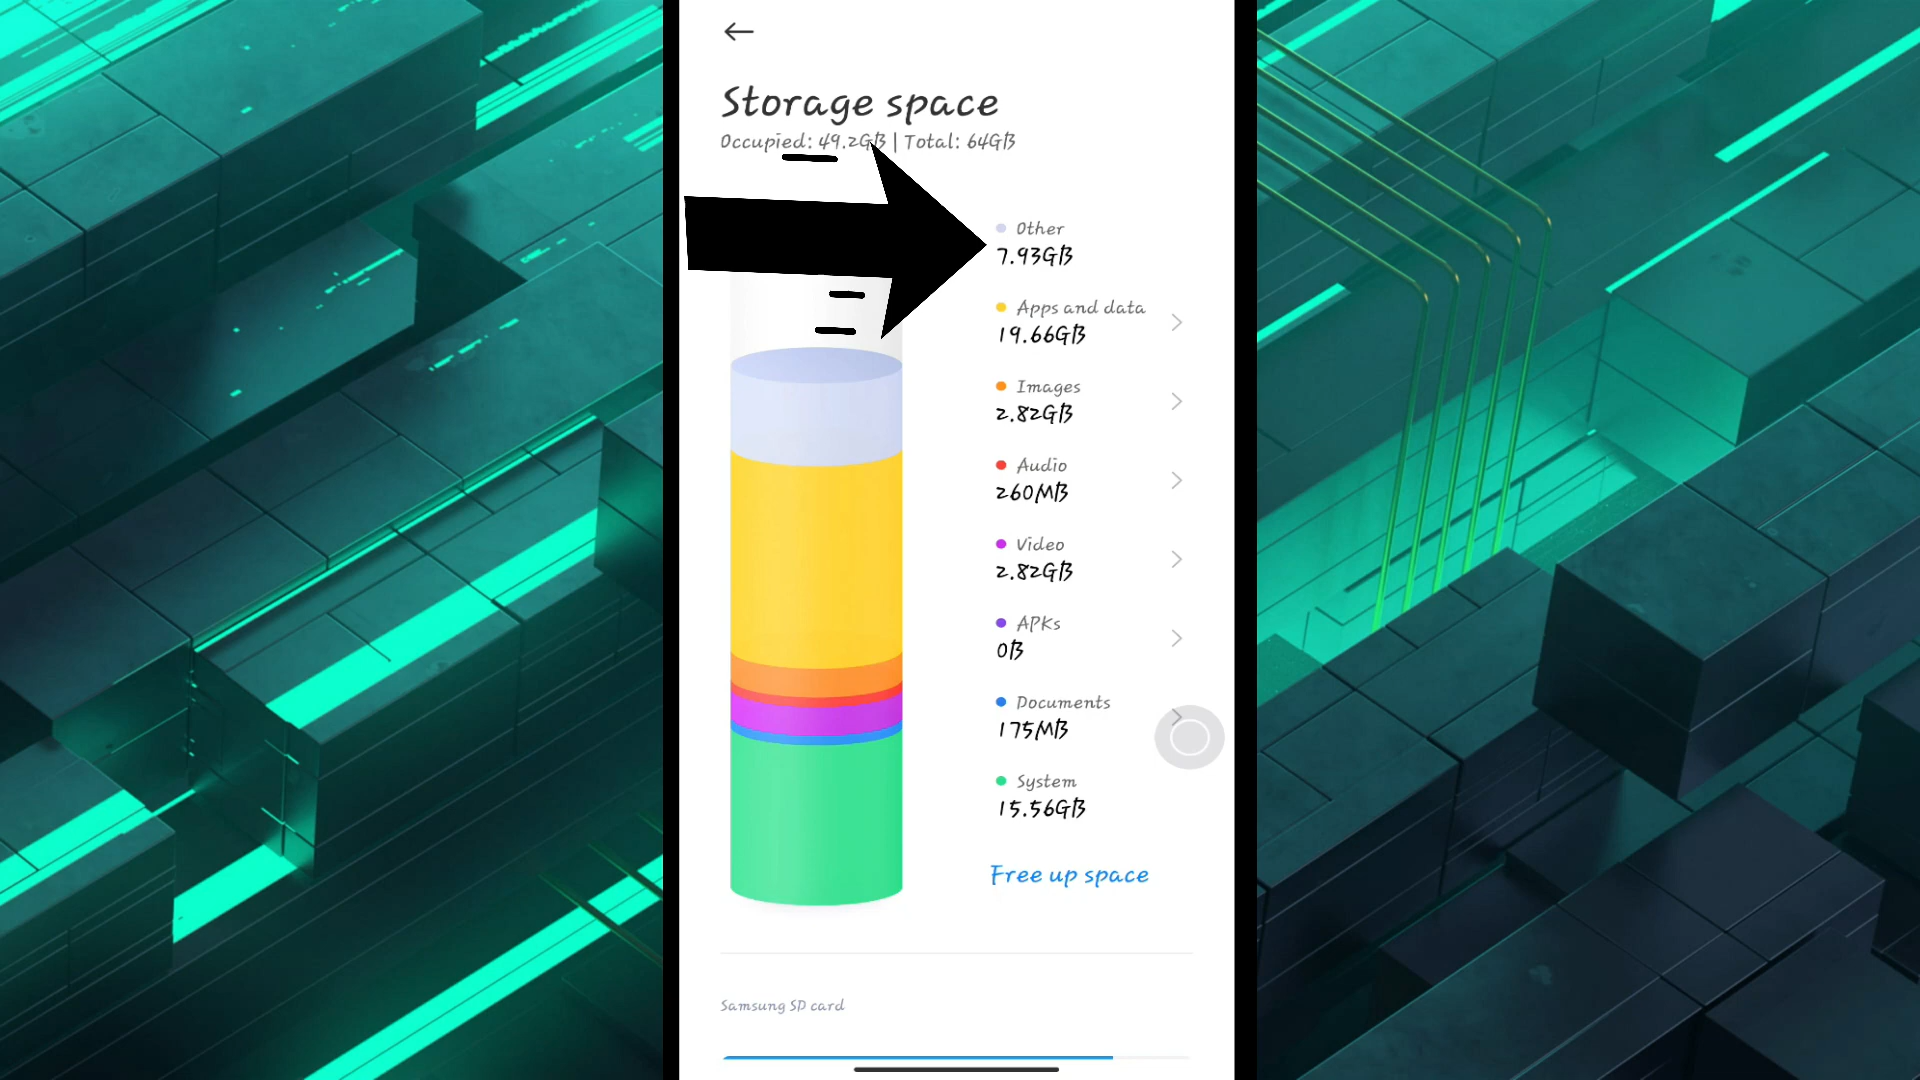 Storage space
Occupied: 49.2GB | Total: 64GB
Other
7.93GB
Apps and data
19.66GB
Images
2.82GB
Audio
260MB
Video
2.82GB
APKs
0B
Documents
175MB
System
15.56GB
Free up space
Samsung SD card